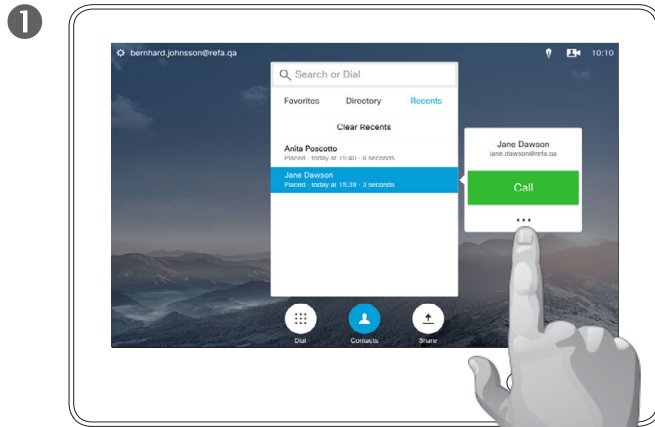 1
bernhard.johnsson@refa.qa
10:10
Search or Dial
Favorites Directory Recents
Clear Recents
Anita Poscotto
Placed - today at 15:40 - 8 seconds
Jane Dawson
Placed - today at 15:39 - 3 seconds
Jane Dawson
jane.dawson@refa.qa
Call
Dial Contacts Share